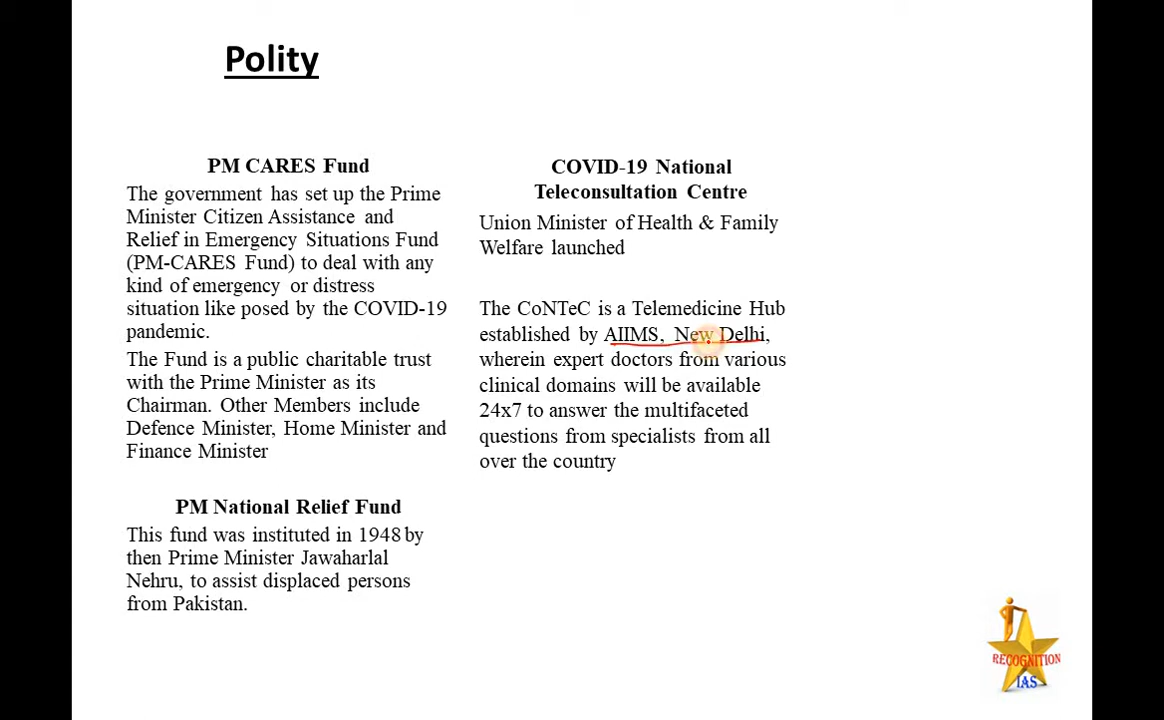 Polity
PM CARES Fund
The government has set up the Prime
Minister Citizen Assistance and
Relief in Emergency Situations Fund
(PM-CARES Fund) to deal with any
kind of emergency or distress
situation like posed by the COVID-19
pandemic.
The Fund is a public charitable trust
with the Prime Minister as its
Chairman. Other Members include
Defence Minister, Home Minister and
Finance Minister
PM National Relief Fund
This fund was instituted in 1948 by
then Prime Minister Jawaharlal
Nehru, to assist displaced persons
from Pakistan.
COVID-19 National
Teleconsultation Centre
Union Minister of Health & Family
Welfare launched
The CoNTeC is a Telemedicine Hub
established by AIIMS, New Delhi,
wherein expert doctors from various
clinical domains will be available
24x7 to answer the multifaceted
questions from specialists from all
over the country
RECOGNITION
IAS